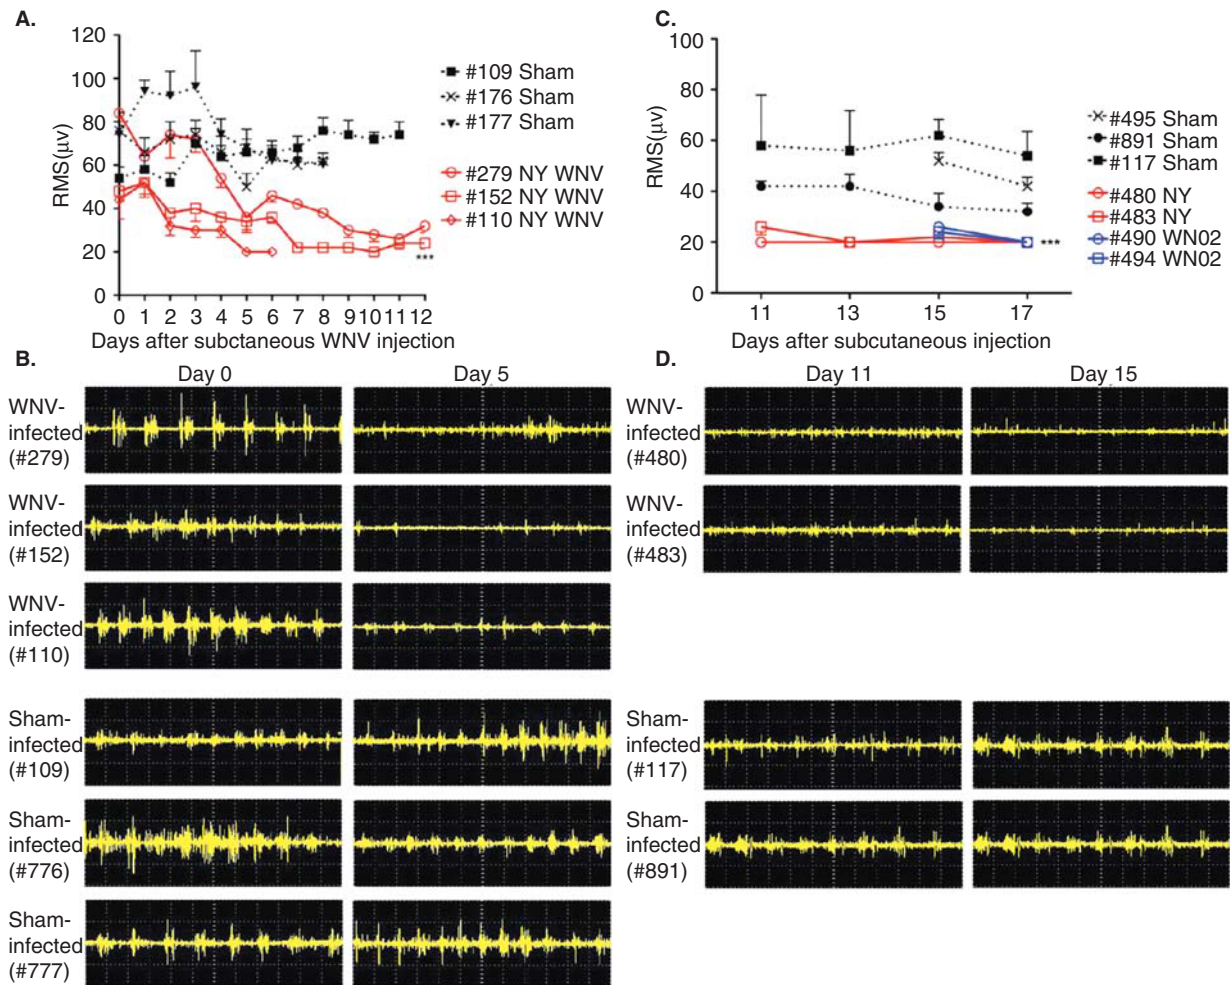 A.
120
100
80
60
40
20
0
RMS(μv)
0 1 2 3 4 5 6 7 8 9 10 11 12
Days after subctaneous WNV injection
***
#109 Sham
#176 Sham
#177 Sham
#279 NY WNV
#152 NY WNV
#110 NY WNV
C.
100
80
60
40
20
0
RMS(μv)
11 13 15 17
Days after subcutaneous injection
***
#495 Sham
#891 Sham
#117 Sham
#480 NY
#483 NY
#490 WN02
#494 WN02
B.
Day 0 Day 5
WNV-
infected
(#279)
WNV-
infected
(#152)
WNV-
infected
(#110)
Sham-
infected
(#109)
Sham-
infected
(#776)
Sham-
infected
(#777)
D.
Day 11 Day 15
WNV-
infected
(#480)
WNV-
infected
(#483)
Sham-
infected
(#117)
Sham-
infected
(#891)